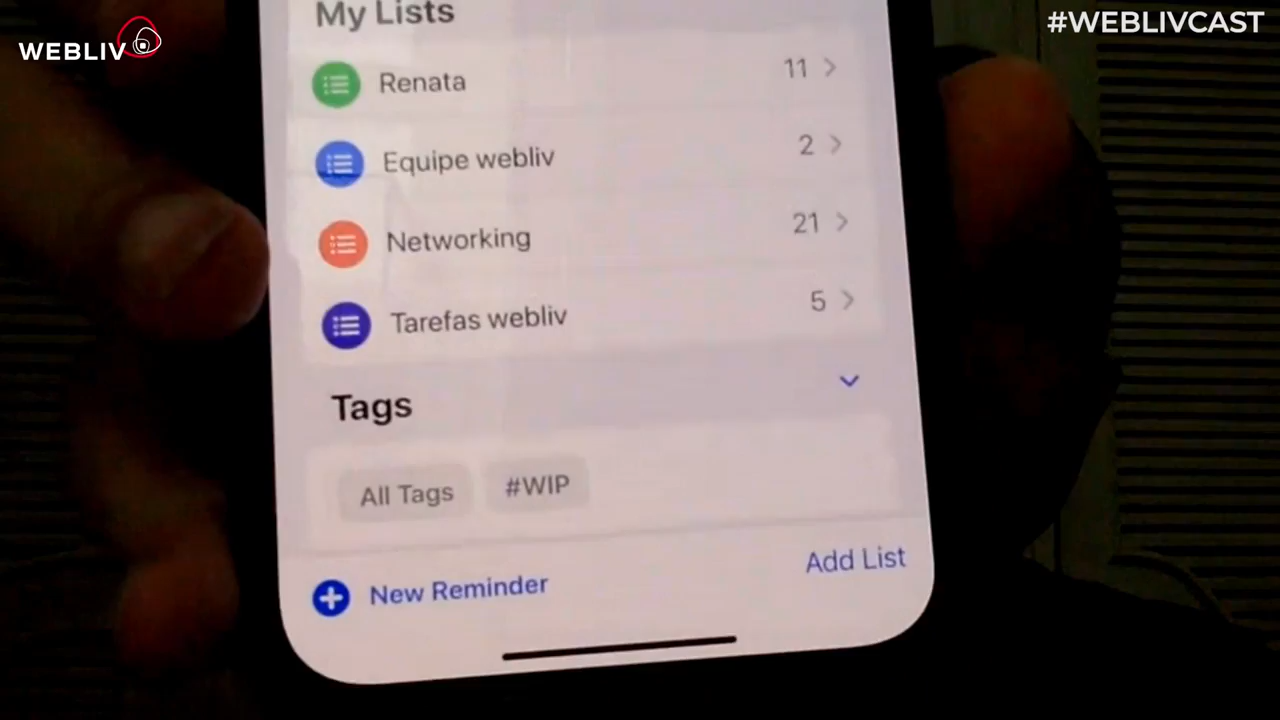 WEBLIV
#WEBLIVCAST
My Lists
Renata 11
Equipe webliv 2
Networking 21
Tarefas webliv 5
Tags
All Tags #WIP
New Reminder Add List